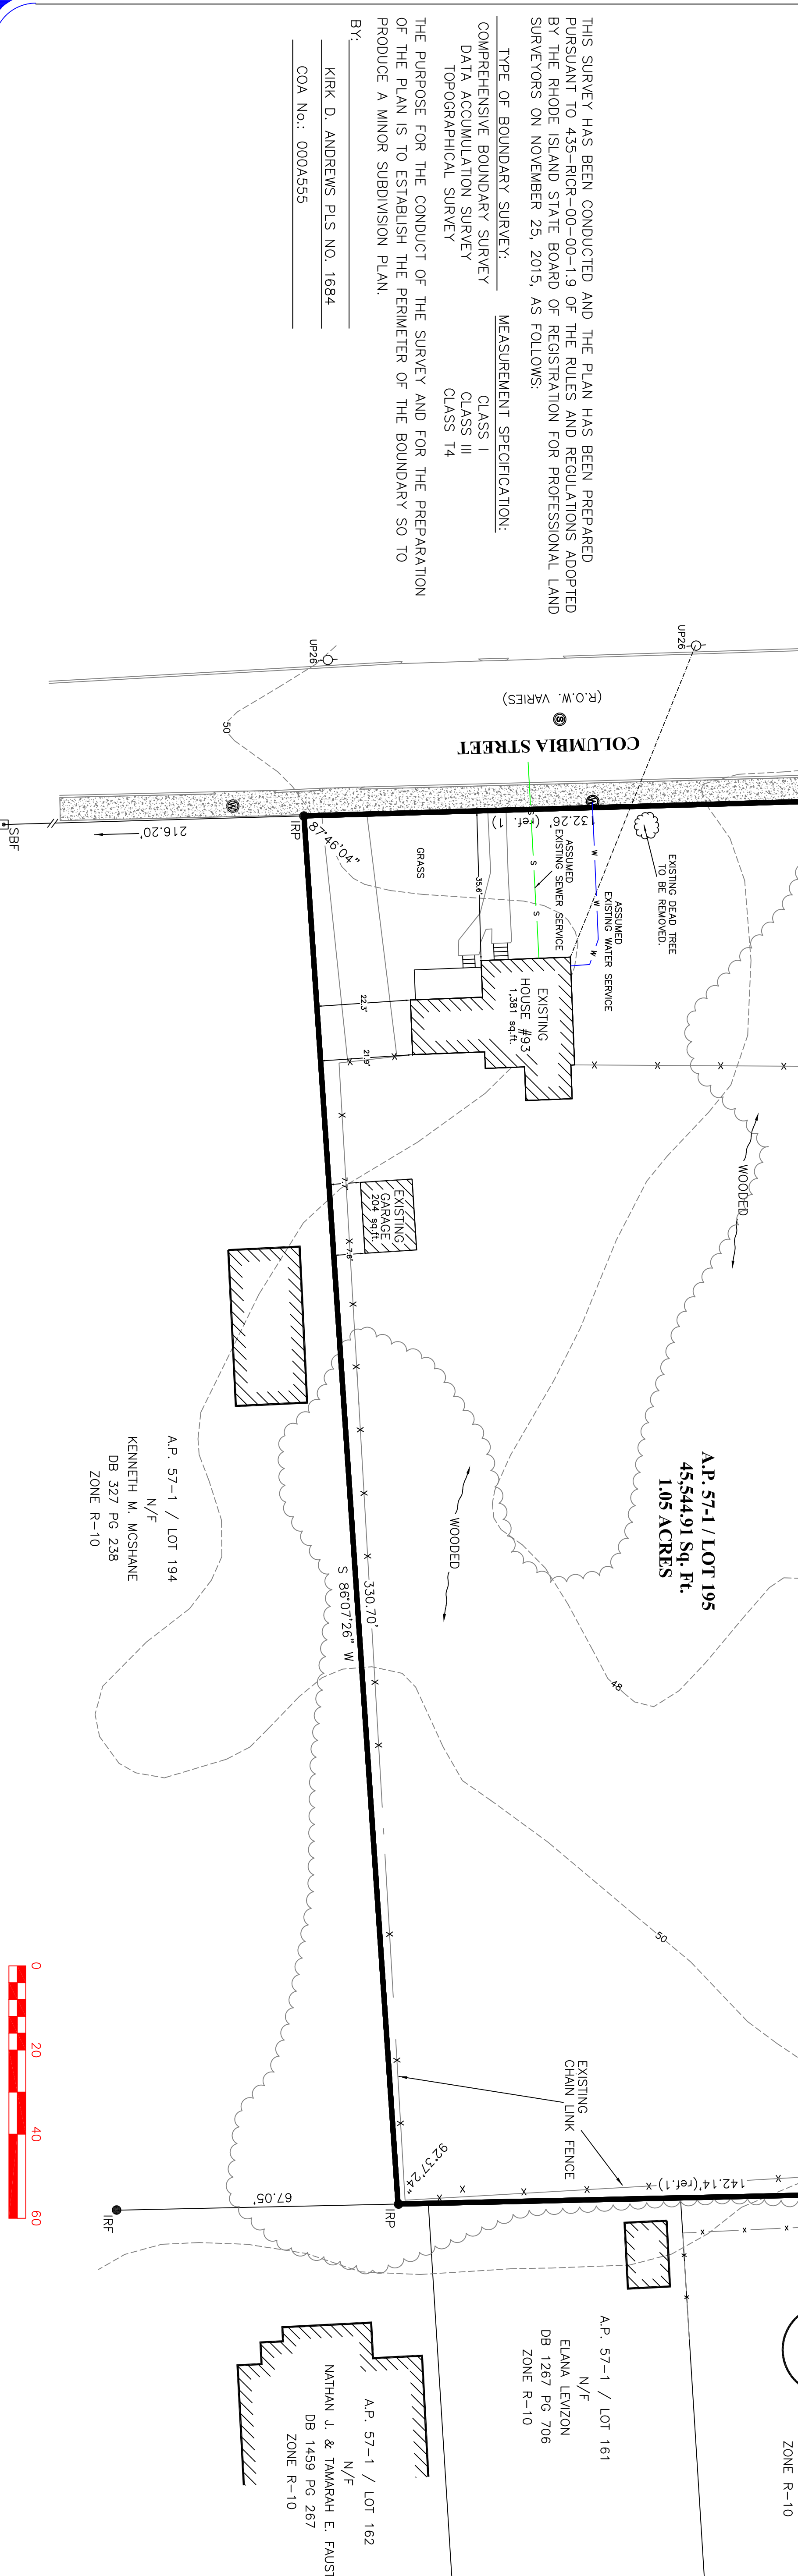 THIS SURVEY HAS BEEN CONDUCTED AND THE PLAN HAS BEEN PREPARED
PURSUANT TO 435-RICR-00-00-1.9 OF THE RULES AND REGULATIONS ADOPTED
BY THE RHODE ISLAND STATE BOARD OF REGISTRATION FOR PROFESSIONAL LAND
SURVEYORS ON NOVEMBER 25, 2015, AS FOLLOWS:
TYPE OF BOUNDARY SURVEY: MEASUREMENT SPECIFICATION:
COMPREHENSIVE BOUNDARY SURVEY CLASS I
DATA ACCUMULATION SURVEY CLASS III
TOPOGRAPHICAL SURVEY CLASS T4
THE PURPOSE FOR THE CONDUCT OF THE SURVEY AND FOR THE PREPARATION
OF THE PLAN IS TO ESTABLISH THE PERIMETER OF THE BOUNDARY SO TO
PRODUCE A MINOR SUBDIVISION PLAN.
BY:
KIRK D. ANDREWS PLS NO. 1684
COA No.: 000A555
UP26
UP26
(R.O.W. VARIES)
S
COLUMBIA STREET
50
W
W
216.20'
SBF
IRP
87°46'04"
32.26' (ref. 1)
GRASS
35.6'
ASSUMED
EXISTING SEWER SERVICE
S
S
ASSUMED
EXISTING WATER SERVICE
W
W
W
EXISTING DEAD TREE
TO BE REMOVED.
EXISTING
HOUSE #93
1,381 sq.ft.
22.3'
21.9'
EXISTING
GARAGE
204 sq.ft.
7.7'
7.6'
WOODED
WOODED
A.P. 57-1 / LOT 195
45,544.91 Sq. Ft.
1.05 ACRES
A.P. 57-1 / LOT 194
N/F
KENNETH M. MCSHANE
DB 327 PG 238
ZONE R-10
330.70'
S 86°07'26" W
48
50
EXISTING
CHAIN LINK FENCE
92°37'24"
142.14'(ref.1)
67.05'
IRF
IRP
0 20 40 60
A.P. 57-1 / LOT 161
N/F
ELANA LEVIZON
DB 1267 PG 706
ZONE R-10
A.P. 57-1 / LOT 162
N/F
NATHAN J. & TAMARAH E. FAUST
DB 1459 PG 267
ZONE R-10
ZONE R-10